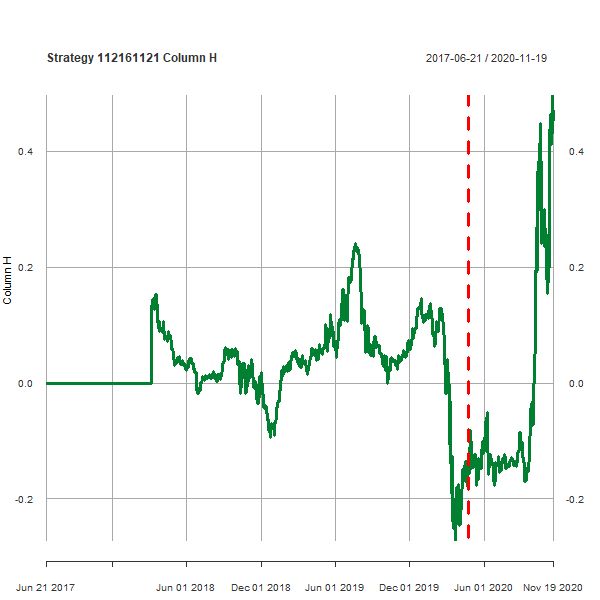 Strategy 112161121 Column H
2017-06-21 / 2020-11-19
0.4
0.4
0.2
0.2
Column H
0.0
0.0
-0.2
-0.2
Jun 21 2017
Jun 01 2018
Dec 01 2018
Jun 01 2019
Dec 01 2019
Jun 01 2020
Nov 19 2020